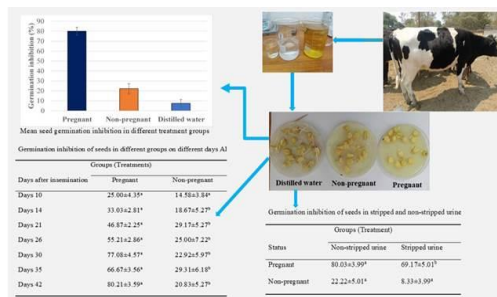 Germination inhibition (%)
90
80
70
60
50
40
30
20
10
0
Pregnant Non-pregnant Distilled water
Mean seed germination inhibition in different treatment groups
Germination inhibition of seeds in different groups on different days AI
Groups (Treatments)
Days after insemination Pregnant Non-pregnant
Days 10 25.00±4.35ᵃ 14.58±3.84ᵃ
Days 14 33.03±2.81ᵃ 18.67±5.27ᵇ
Days 21 46.87±2.25ᵃ 29.17±5.27ᵇ
Days 26 55.21±2.86ᵃ 25.00±7.22ᵇ
Days 30 77.08±4.57ᵃ 22.92±5.97ᵇ
Days 35 66.67±3.56ᵃ 29.31±6.18ᵇ
Days 42 80.21±3.59ᵃ 20.83±5.27ᵇ
Distilled water Non-pregnant Pregnant
Germination inhibition of seeds in stripped and non-stripped urine
Groups (Treatment)
Status Non-stripped urine Stripped urine
Pregnant 80.03±3.99ᵃ 69.17±5.01ᵇ
Non-pregnant 22.22±5.01ᵃ 8.33±3.99ᵃ